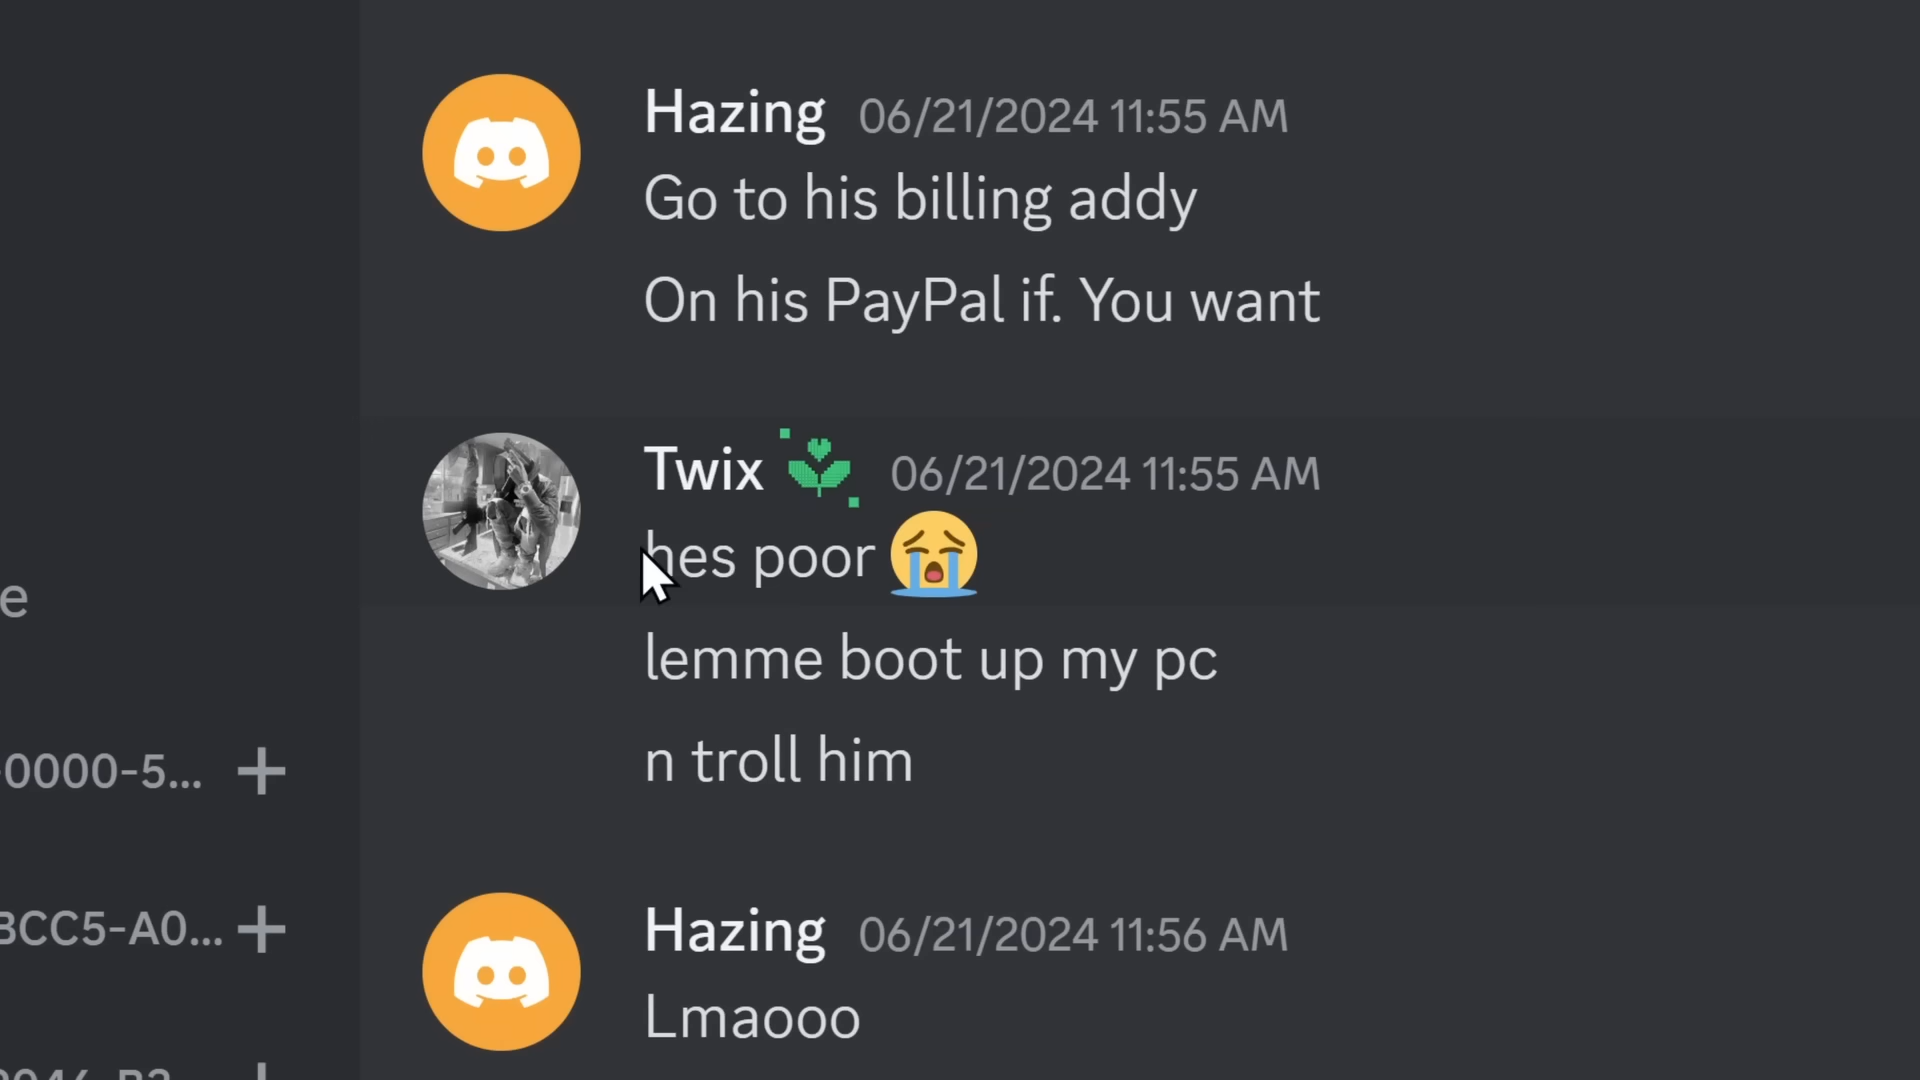 Hazing 06/21/2024 11:55 AM
Go to his billing addy
On his PayPal if. You want
Twix 06/21/2024 11:55 AM
hes poor 😭
e
lemme boot up my pc
-0000-5...
n troll him
BCC5-A0...
Hazing 06/21/2024 11:56 AM
Lmaooo